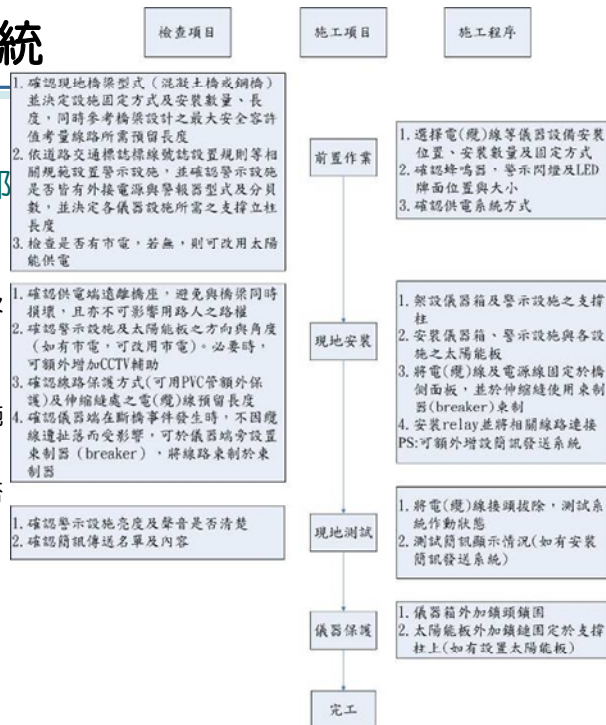 統
檢查項目
施工項目
施工程序
1. 確認現地橋梁型式（混凝土橋或鋼橋）
並決定設施固定方式及安裝數量、長
度，同時參考橋梁設計之最大安全容許
值考量線路所需預留長度
2. 依道路交通標誌標線號誌設置規則等相
關規範設置警示設施，並確認警示設施
是否皆有外接電源與警報器型式及分貝
數，並決定各儀器設施所需之支撐立柱
長度
3. 檢查是否有市電，若無，則可改用太陽
能供電
前置作業
1. 選擇電(纜)線等儀器設備安裝
位置、安裝數量及固定方式
2. 確認蜂鳴器，警示閃燈及LED
牌面位置與大小
3. 確認供電系統方式
1. 確認供電端遠離橋座，避免與橋梁同時
損壞，且亦不可影響用路人之路權
2. 確認警示設施及太陽能板之方向與角度
（如有市電，可改用市電）。必要時，
可額外增加CCTV輔助
3. 確認線路保護方式(可用PVC管額外保
護)及伸縮縫處之電(纜)線預留長度
4. 確認儀器端在斷橋事件發生時，不因纜
線遭扯落而受影響，可於儀器端旁設置
束制器（breaker），將線路束制於束
制器
現地安裝
1. 架設儀器箱及警示設施之支撐
柱
2. 安裝儀器箱、警示設施與各設
施之太陽能板
3. 將電(纜)線及電源線固定於橋
側面板，並於伸縮縫使用束制
器(breaker)束制
4. 安裝relay並將相關線路連接
PS:可額外增設簡訊發送系統
1. 確認警示設施亮度及聲音是否清楚
2. 確認簡訊傳送名單及內容
現地測試
1. 將電(纜)線接頭拔除，測試系
統作動狀態
2. 測試簡訊顯示情況(如有安裝
簡訊發送系統)
儀器保護
1. 儀器箱外加鎖頭鎖固
2. 太陽能板外加鎖鏈固定於支撐
柱上(如有設置太陽能板)
完工